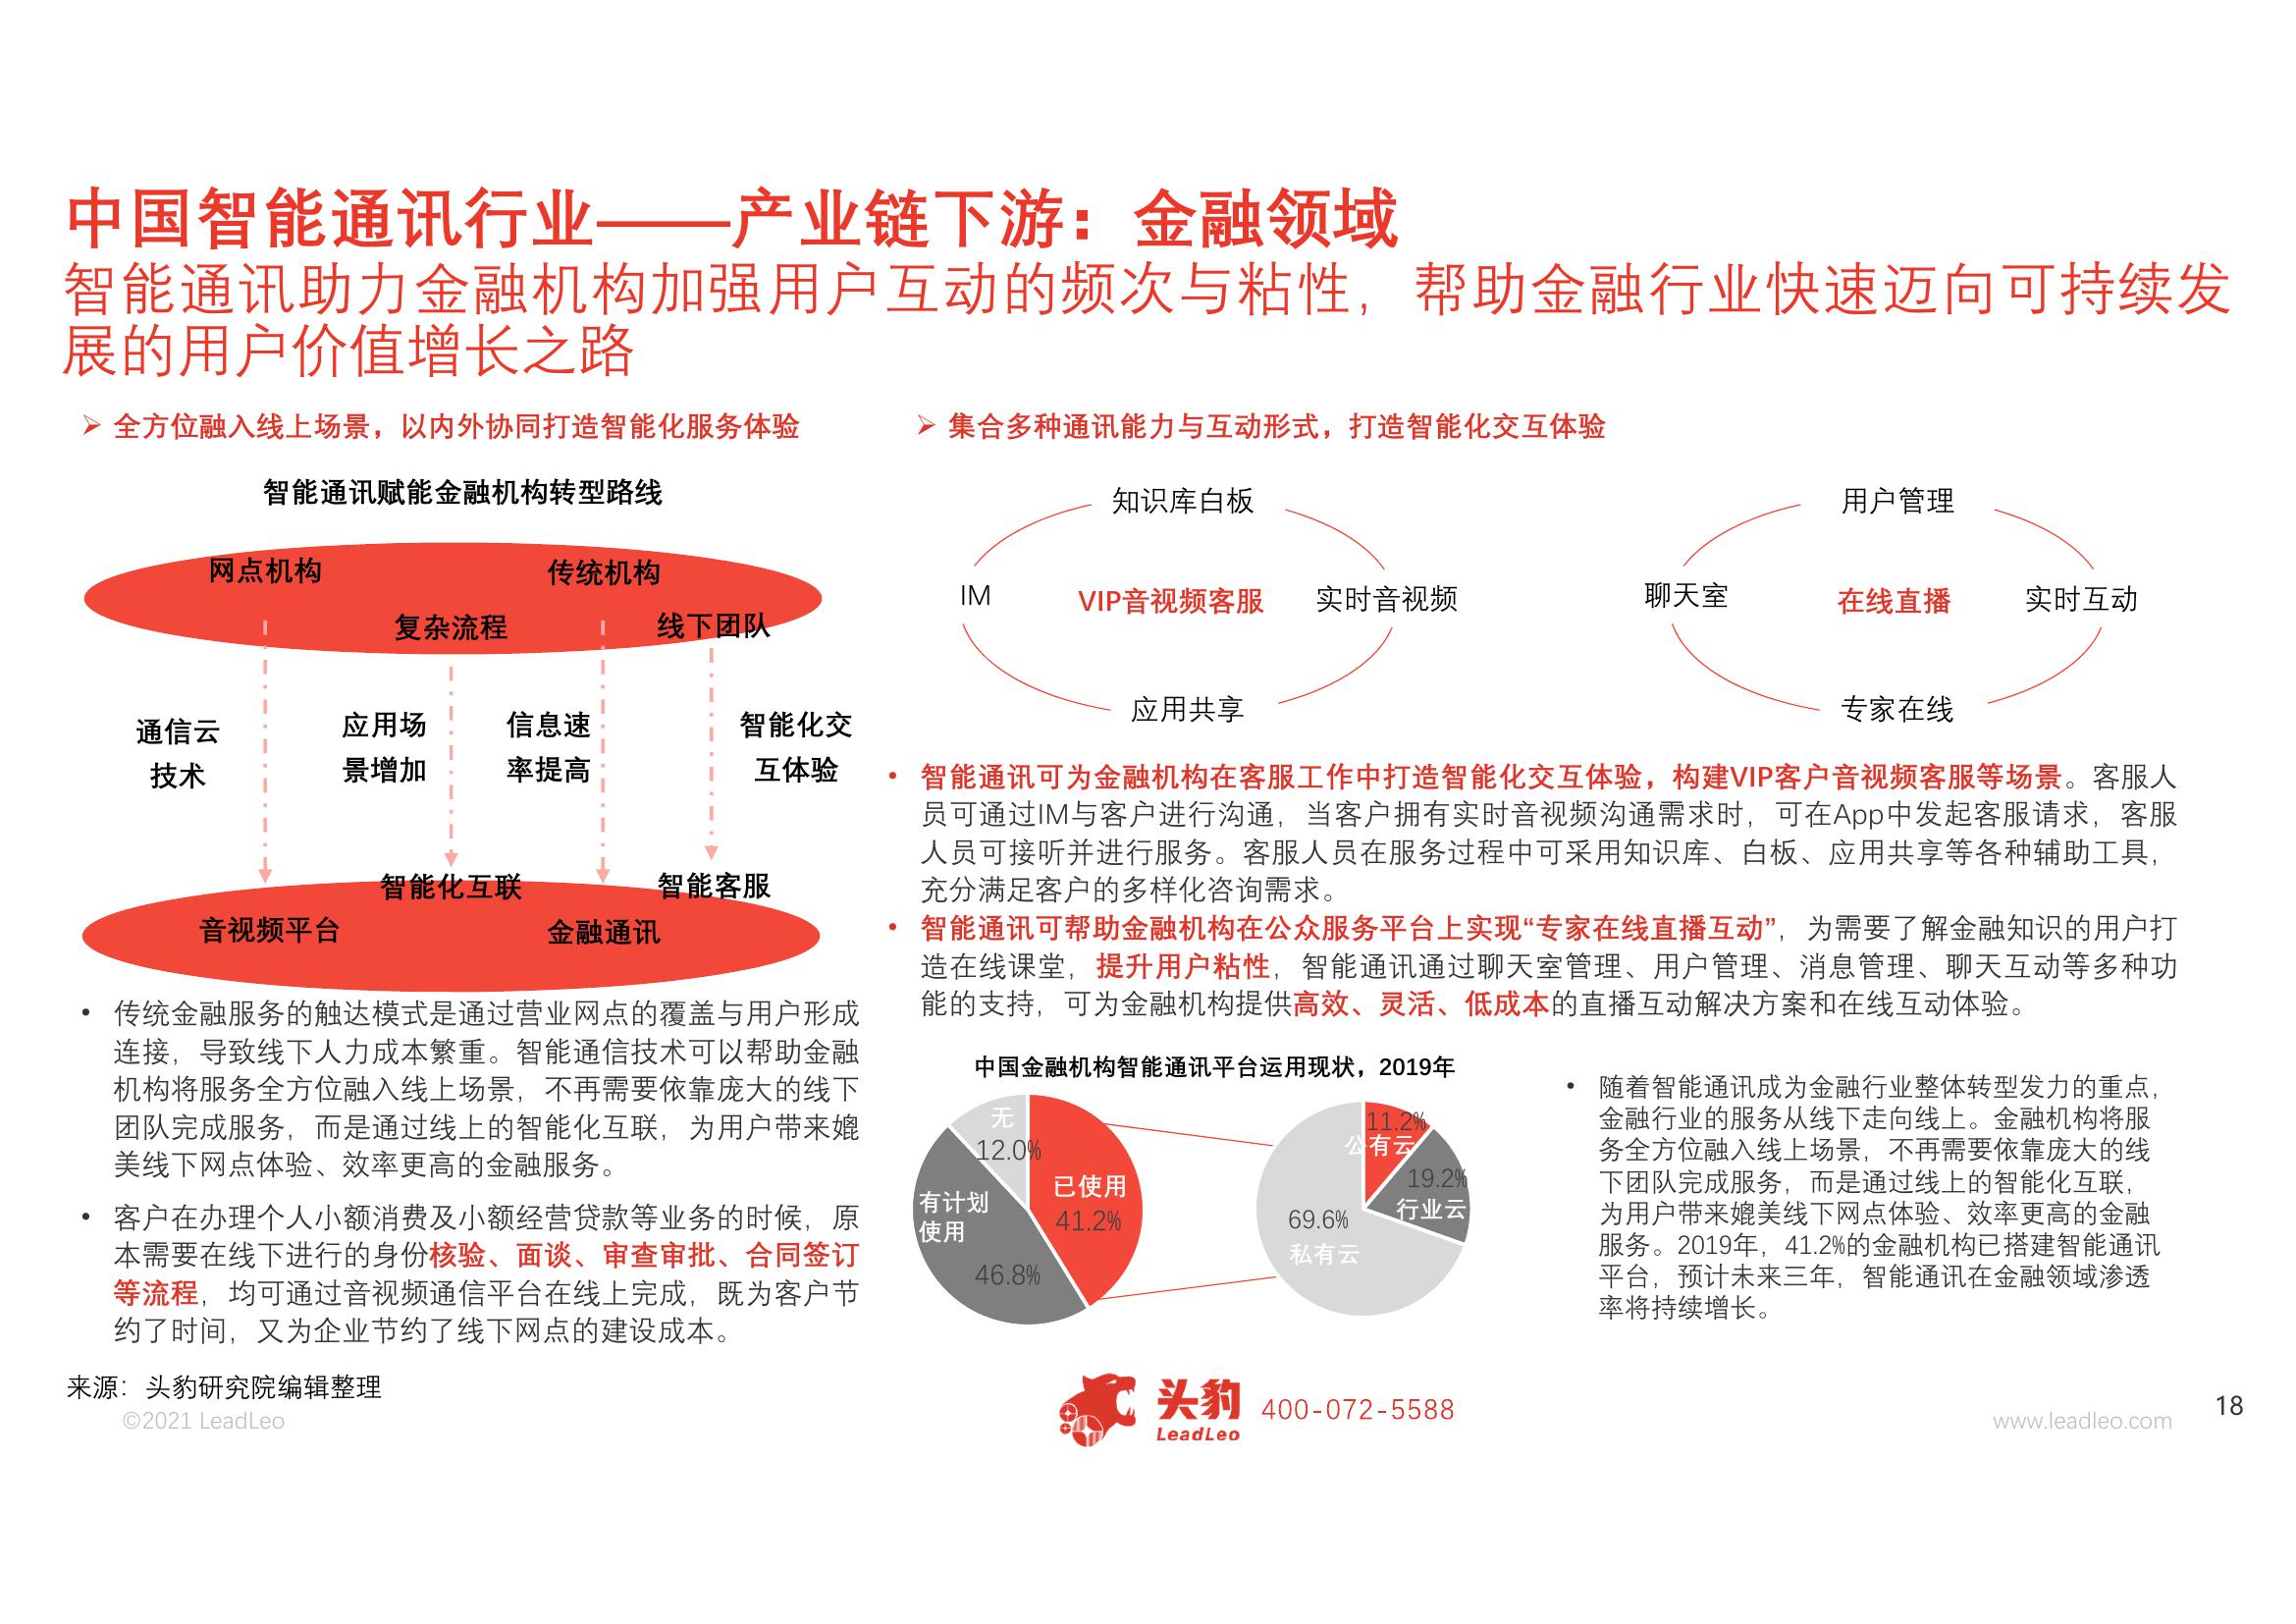 中国智能通讯行业——产业链下游：金融领域
智能通讯助力金融机构加强用户互动的频次与粘性，帮助金融行业快速迈向可持续发
展的用户价值增长之路
全方位融入线上场景，以内外协同打造智能化服务体验
智能通讯赋能金融机构转型路线
网点机构
传统机构
复杂流程
线下团队
通信云
技术
应用场
景增加
信息速
率提高
智能化交
互体验
智能化互联
智能客服
音视频平台
金融通讯
• 传统金融服务的触达模式是通过营业网点的覆盖与用户形成
连接，导致线下人力成本繁重。智能通信技术可以帮助金融
机构将服务全方位融入线上场景，不再需要依靠庞大的线下
团队完成服务，而是通过线上的智能化互联，为用户带来媲
美线下网点体验、效率更高的金融服务。
• 客户在办理个人小额消费及小额经营贷款等业务的时候，原
本需要在线下进行的身份核验、面谈、审查审批、合同签订
等流程，均可通过音视频通信平台在线上完成，既为客户节
约了时间，又为企业节约了线下网点的建设成本。
集合多种通讯能力与互动形式，打造智能化交互体验
知识库白板
IM
VIP音视频客服
实时音视频
应用共享
用户管理
聊天室
在线直播
实时互动
专家在线
• 智能通讯可为金融机构在客服工作中打造智能化交互体验，构建VIP客户音视频客服等场景。客服人
员可通过IM与客户进行沟通，当客户拥有实时音视频沟通需求时，可在App中发起客服请求，客服
人员可接听并进行服务。客服人员在服务过程中可采用知识库、白板、应用共享等各种辅助工具，
充分满足客户的多样化咨询需求。
• 智能通讯可帮助金融机构在公众服务平台上实现“专家在线直播互动”，为需要了解金融知识的用户打
造在线课堂，提升用户粘性，智能通讯通过聊天室管理、用户管理、消息管理、聊天互动等多种功
能的支持，可为金融机构提供高效、灵活、低成本的直播互动解决方案和在线互动体验。
中国金融机构智能通讯平台运用现状，2019年
无
12.0%
已使用
41.2%
有计划
使用
46.8%
11.2%
公有云
19.2%
行业云
69.6%
私有云
• 随着智能通讯成为金融行业整体转型发力的重点，
金融行业的服务从线下走向线上。金融机构将服
务全方位融入线上场景，不再需要依靠庞大的线
下团队完成服务，而是通过线上的智能化互联，
为用户带来媲美线下网点体验、效率更高的金融
服务。2019年，41.2%的金融机构已搭建智能通讯
平台，预计未来三年，智能通讯在金融领域渗透
率将持续增长。
来源：头豹研究院编辑整理
©2021 LeadLeo
头豹
LeadLeo
400-072-5588
www.leadleo.com
18